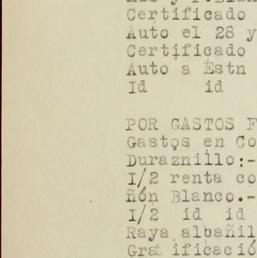 Certificado
Auto el 28 y
Certificado
Auto a Estn
Id id
POR GASTOS
Gastos en Co
Duraznillo:-
I/2 renta co
ñón Blanco.-
I/2 id id
Raya albañil
Gratificació